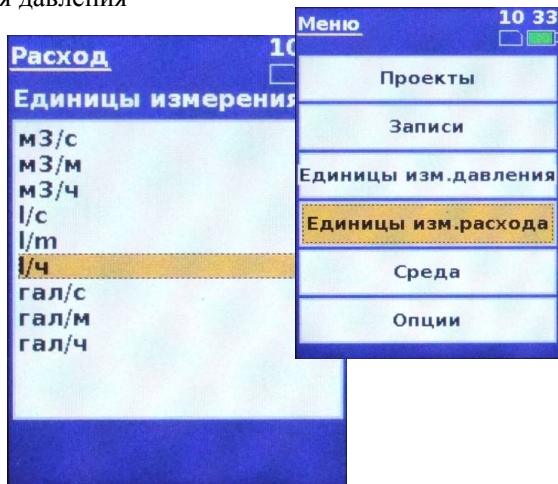 давления
Расход
Единицы измерения
м3/с
м3/м
м3/ч
l/с
l/m
l/ч
гал/с
гал/м
гал/ч
Меню
10 33
Проекты
Записи
Единицы изм.давления
Единицы изм.расхода
Среда
Опции